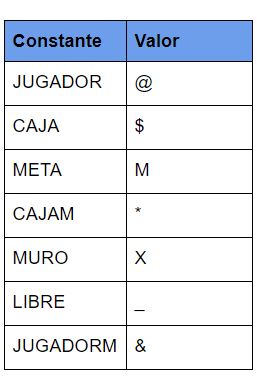 Constante Valor
JUGADOR @
CAJA $
META M
CAJAM *
MURO X
LIBRE _
JUGADORM &